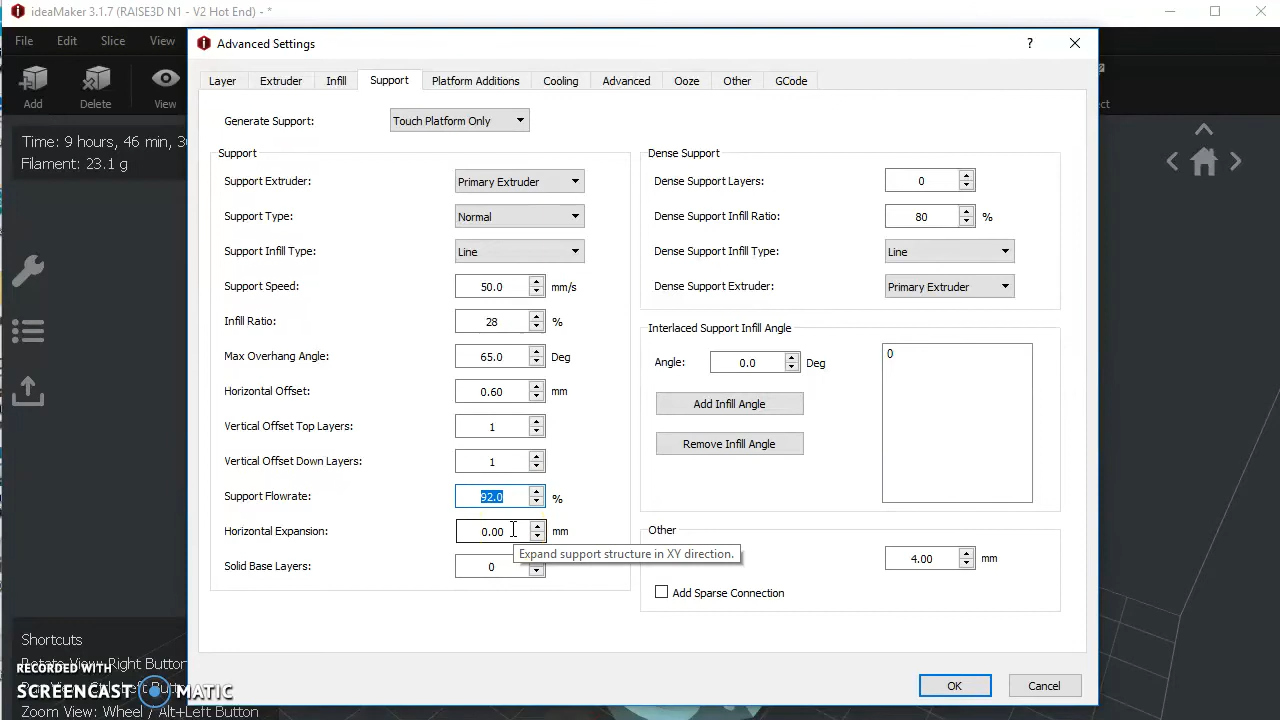 ideaMaker 3.1.7 (RAISE3D N1 - V2 Hot End) - *
File Edit Slice View
Add Delete View
Time: 9 hours, 46 min,
Filament: 23.1 g
Advanced Settings
?
Layer Extruder Infill Support Platform Additions Cooling Advanced Ooze Other GCode
Generate Support: Touch Platform Only
Support
Support Extruder: Primary Extruder
Support Type: Normal
Support Infill Type: Line
Support Speed: 50.0 mm/s
Infill Ratio: 28 %
Max Overhang Angle: 65.0 Deg
Horizontal Offset: 0.60 mm
Vertical Offset Top Layers: 1
Vertical Offset Down Layers: 1
Support Flowrate: 92.0 %
Horizontal Expansion: 0.00 mm
Expand support structure in XY direction.
Solid Base Layers: 0
Dense Support
Dense Support Layers: 0
Dense Support Infill Ratio: 80 %
Dense Support Infill Type: Line
Dense Support Extruder: Primary Extruder
Interlaced Support Infill Angle
Angle: 0.0 Deg
0
Add Infill Angle
Remove Infill Angle
Other
4.00 mm
Add Sparse Connection
OK Cancel
Shortcuts
Rotate View: Right Button
RECORDED WITH
SCREENCAST MATIC
Zoom View: Wheel / Alt+Left Button